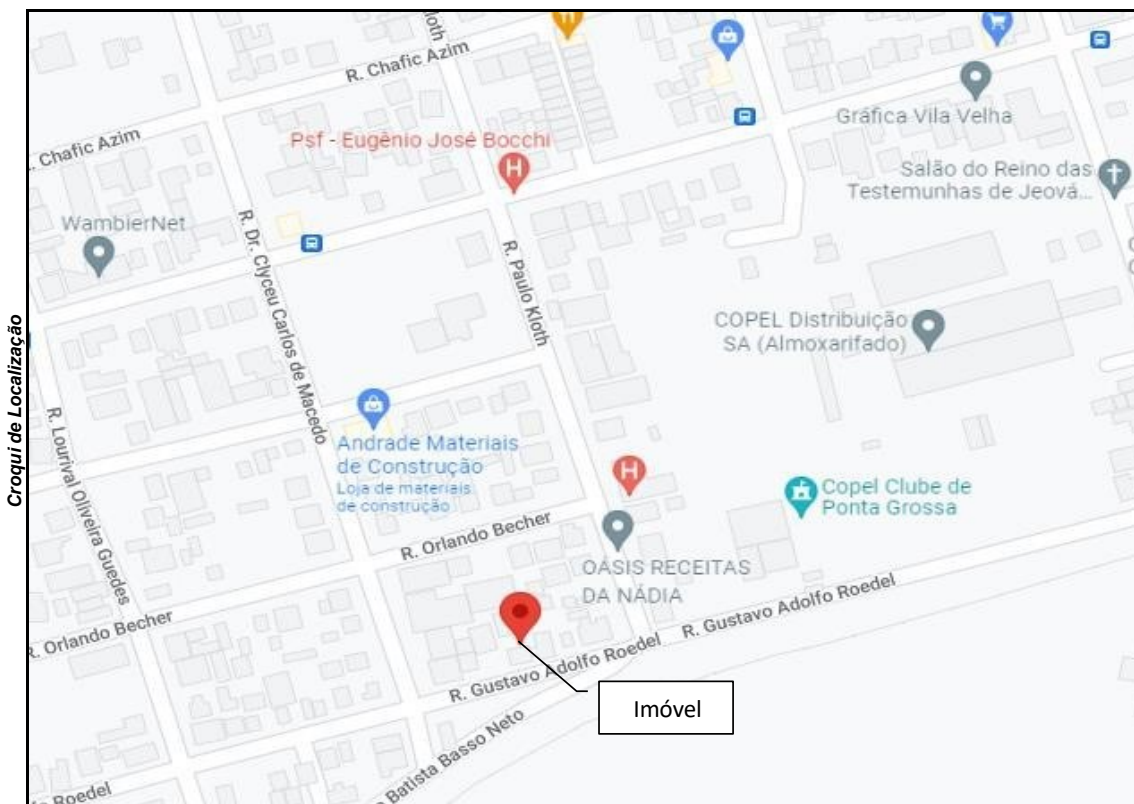 Croqui de Localização
R. Chafic Azim
Chafic Azim
Psf - Eugênio José Bocchi
Gráfica Vila Velha
Salão do Reino das
Testemunhas de Jeová...
WambierNet
R. Dr. Clyceu Carlos de Macedo
R. Paulo Kloth
COPEL Distribuição
SA (Almoxarifado)
R. Lourival Oliveira Guedes
Andrade Materiais
de Construção
Loja de materiais
de construção
Copel Clube de
Ponta Grossa
R. Orlando Becher
OÁSIS RECEITAS
DA NÁDIA
R. Gustavo Adolfo Roedel
R. Orlando Becher
R. Gustavo Adolfo Roedel
Imóvel
Batista Basso Neto
Roedel